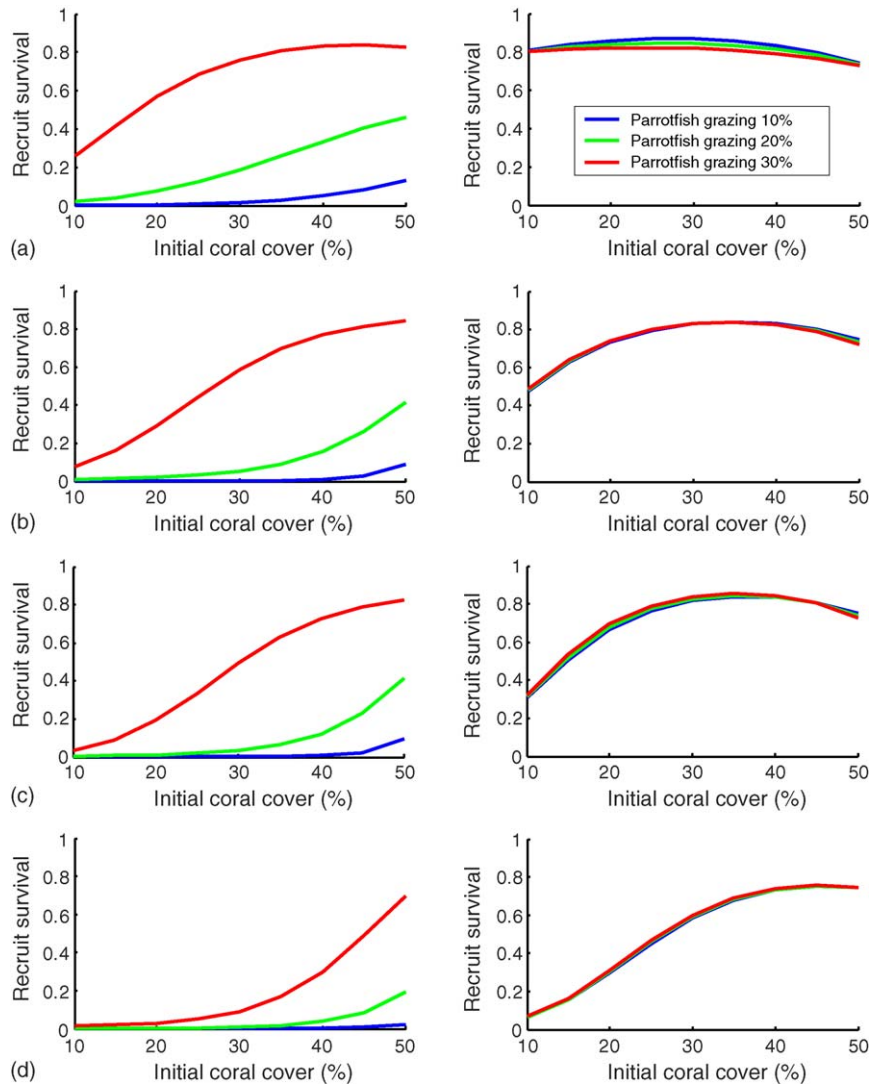 1
0.8
0.6
0.4
0.2
0
Recruit survival
10 20 30 40 50
Initial coral cover (%)
(a)
1
0.8
0.6
0.4
0.2
0
Recruit survival
Parrotfish grazing 10%
Parrotfish grazing 20%
Parrotfish grazing 30%
10 20 30 40 50
Initial coral cover (%)
1
0.8
0.6
0.4
0.2
0
Recruit survival
10 20 30 40 50
Initial coral cover (%)
(b)
1
0.8
0.6
0.4
0.2
0
Recruit survival
10 20 30 40 50
Initial coral cover (%)
1
0.8
0.6
0.4
0.2
0
Recruit survival
10 20 30 40 50
Initial coral cover (%)
(c)
1
0.8
0.6
0.4
0.2
0
Recruit survival
10 20 30 40 50
Initial coral cover (%)
1
0.8
0.6
0.4
0.2
0
Recruit survival
10 20 30 40 50
Initial coral cover (%)
(d)
1
0.8
0.6
0.4
0.2
0
Recruit survival
10 20 30 40 50
Initial coral cover (%)